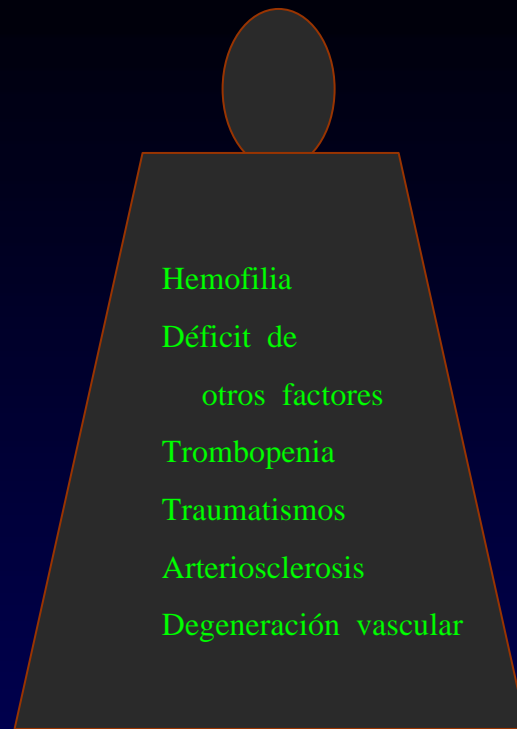 Hemofilia
Déficit de
otros factores
Trombopenia
Traumatismos
Arteriosclerosis
Degeneración vascular